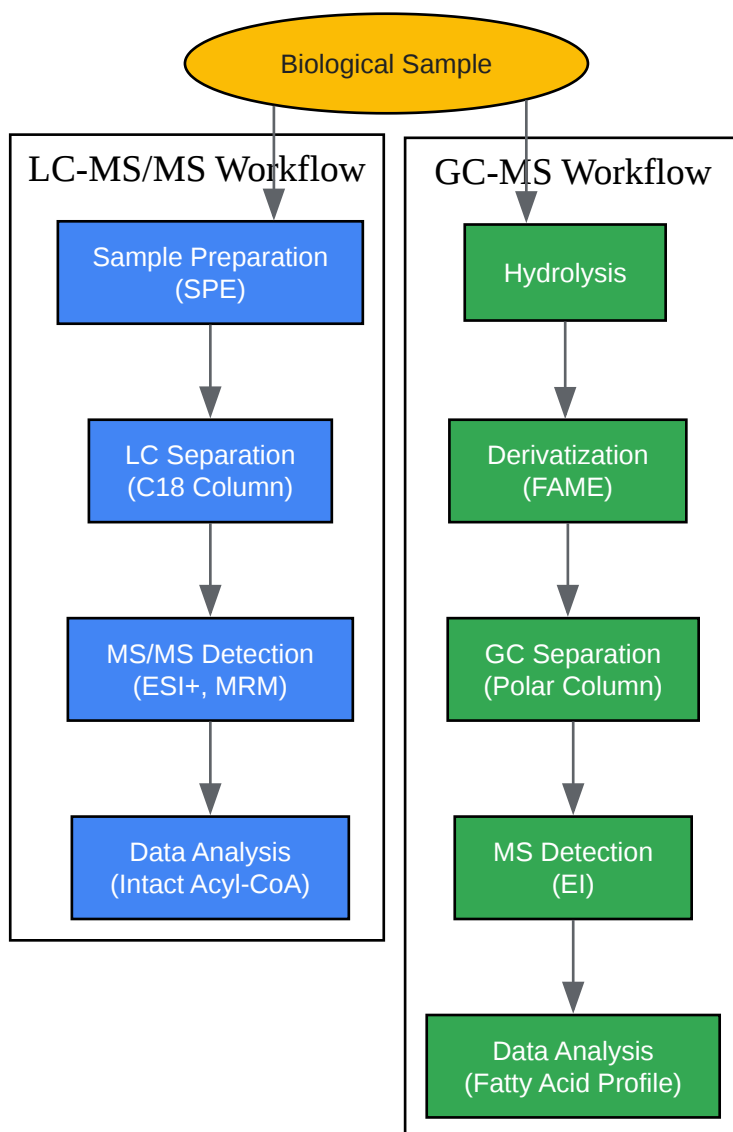 Biological Sample
LC-MS/MS Workflow
Sample Preparation
(SPE)
LC Separation
(C18 Column)
MS/MS Detection
(ESI+, MRM)
Data Analysis
(Intact Acyl-CoA)
GC-MS Workflow
Hydrolysis
Derivatization
(FAME)
GC Separation
(Polar Column)
MS Detection
(EI)
Data Analysis
(Fatty Acid Profile)